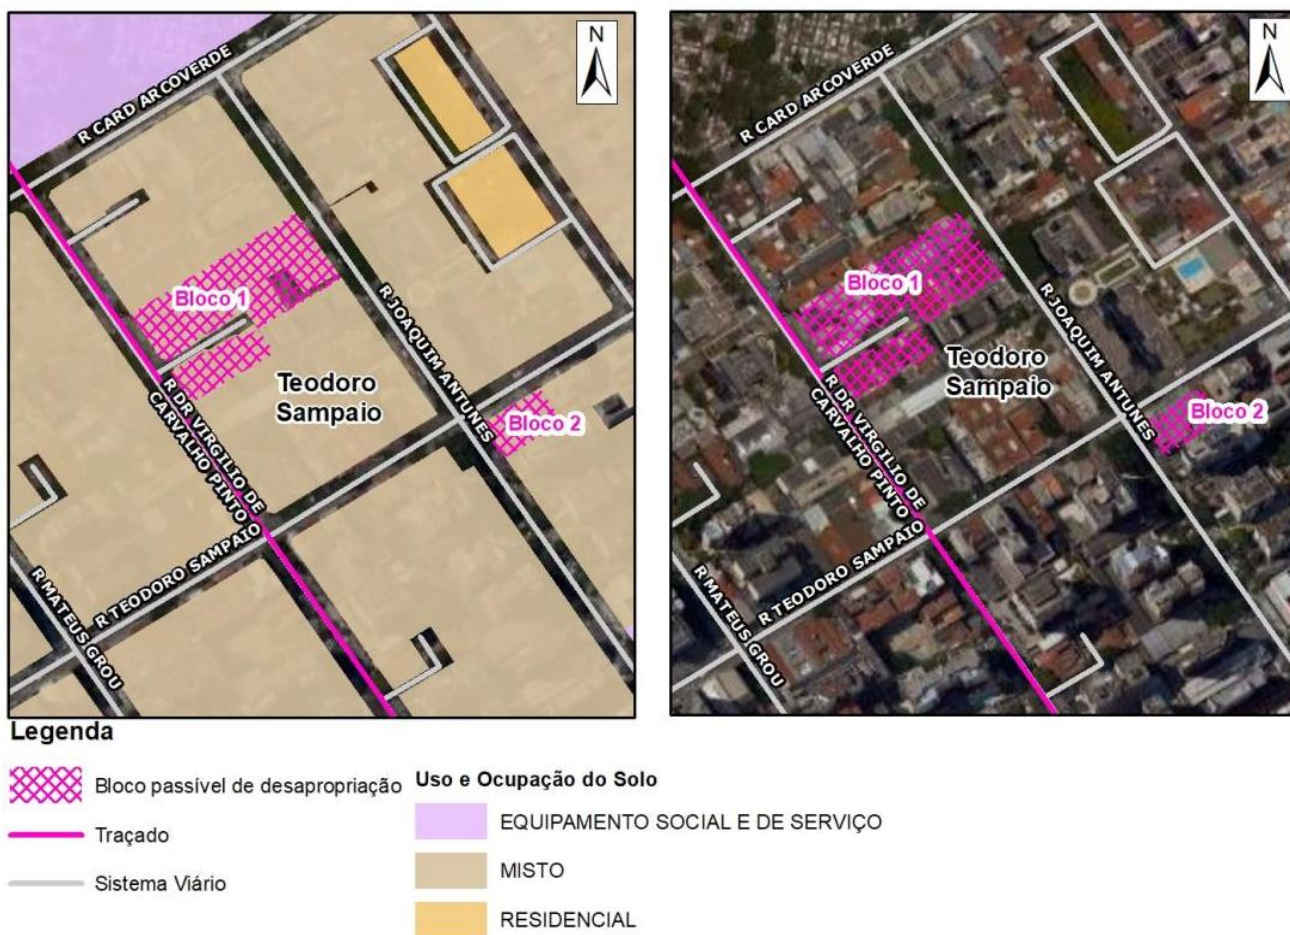 N
R CARD ARCOVERDE
Bloco 1
R JOAQUIM ANTUNES
Teodoro
Sampaio
Bloco 2
R DR VIRGILIO DE
CARVALHO PINTO
R TEODORO SAMPAIO
R MATEUS GROU
N
R CARD ARCOVERDE
Bloco 1
R JOAQUIM ANTUNES
Teodoro
Sampaio
Bloco 2
R DR VIRGILIO DE
CARVALHO PINTO
R TEODORO SAMPAIO
R MATEUS GROU
Legenda
Bloco passível de desapropriação
Traçado
Sistema Viário
Uso e Ocupação do Solo
EQUIPAMENTO SOCIAL E DE SERVIÇO
MISTO
RESIDENCIAL